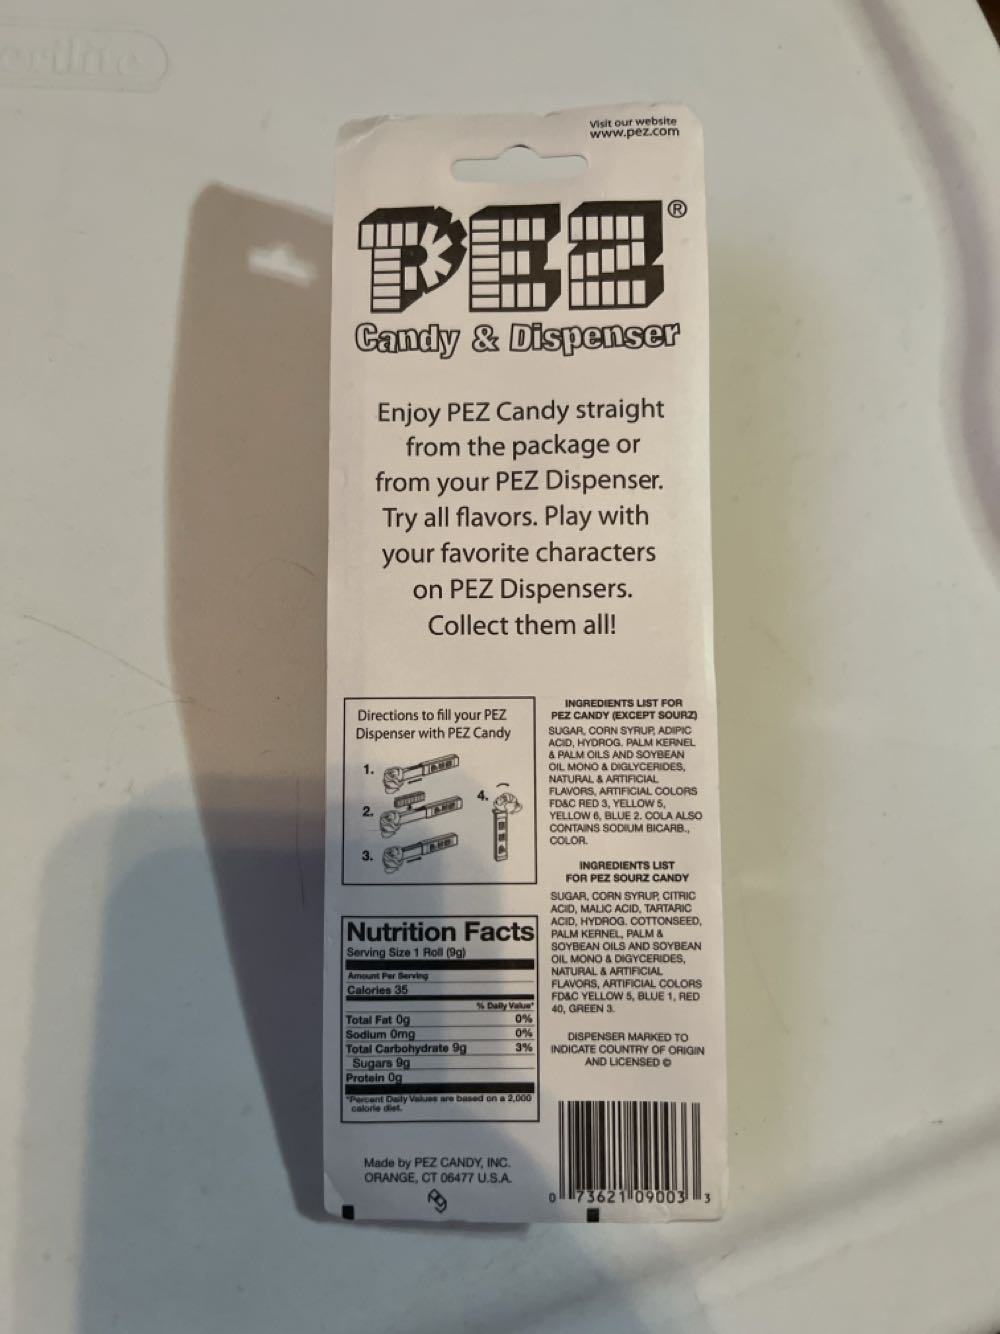 Visit our website
www.pez.com
PEZ®
Candy & Dispenser
Enjoy PEZ Candy straight
from the package or
from your PEZ Dispenser.
Try all flavors. Play with
your favorite characters
on PEZ Dispensers.
Collect them all!
Directions to fill your PEZ
Dispenser with PEZ Candy
1.
2.
3.
4.
INGREDIENTS LIST FOR
PEZ CANDY (EXCEPT SOURZ)
SUGAR, CORN SYRUP, ADIPIC
ACID, HYDROG. PALM KERNEL
& PALM OILS AND SOYBEAN
OIL MONO & DIGLYCERIDES,
NATURAL & ARTIFICIAL
FLAVORS, ARTIFICIAL COLORS
FD&C RED 3, YELLOW 5,
YELLOW 6, BLUE 2. COLA ALSO
CONTAINS SODIUM BICARB.,
COLOR.
INGREDIENTS LIST
FOR PEZ SOURZ CANDY
SUGAR, CORN SYRUP, CITRIC
ACID, MALIC ACID, TARTARIC
ACID, HYDROG. COTTONSEED,
PALM KERNEL, PALM &
SOYBEAN OILS AND SOYBEAN
OIL MONO & DIGYCERIDES,
NATURAL & ARTIFICIAL
FLAVORS, ARTIFICIAL COLORS
FD&C YELLOW 5, BLUE 1, RED
40, GREEN 3.
DISPENSER MARKED TO
INDICATE COUNTRY OF ORIGIN
AND LICENSED ©
Nutrition Facts
Serving Size 1 Roll (9g)
Amount Per Serving
Calories 35
% Daily Value*
Total Fat 0g 0%
Sodium 0mg 0%
Total Carbohydrate 9g 3%
Sugars 9g
Protein 0g
*Percent Daily Values are based on a 2,000
calorie diet.
Made by PEZ CANDY, INC.
ORANGE, CT 06477 U.S.A.
0 73621 09003 3